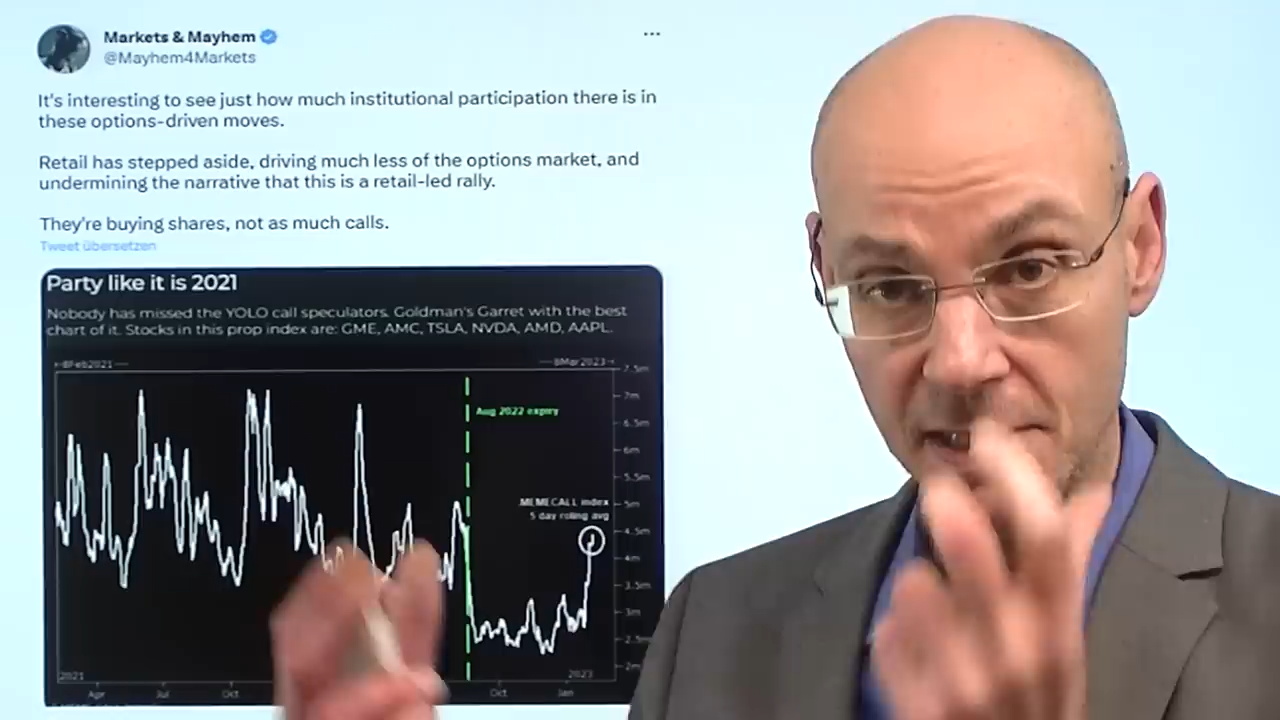 Markets & Mayhem
@Mayhem4Markets
It's interesting to see just how much institutional participation there is in
these options-driven moves.
Retail has stepped aside, driving much less of the options market, and
undermining the narrative that this is a retail-led rally.
They're buying shares, not as much calls.
Tweet übersetzen
Party like it is 2021
Nobody has missed the YOLO call speculators. Goldman's Garret with the best
chart of it. Stocks in this prop index are: GME, AMC, TSLA, NVDA, AMD, AAPL.
8Feb2021
8Mar2023
7.5m
7m
Aug 2022 expiry
6.5m
6m
5.5m
MEMECALL index
5m
5 day rolling avg
4.5m
4m
3.5m
3m
2.5m
2m
2021
2023
Apr
Jul
Oct
Oct
Jan